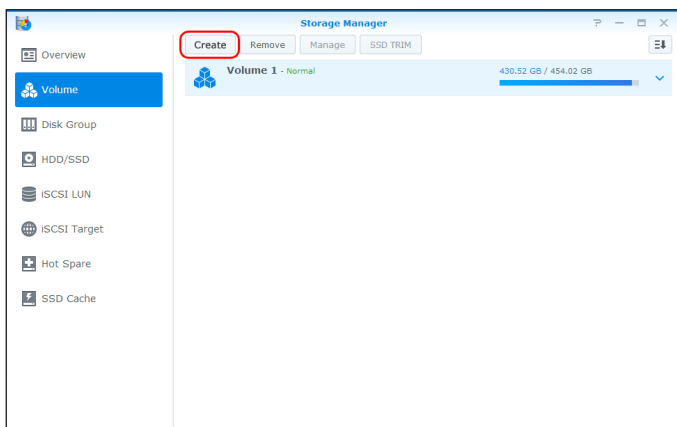 Storage Manager
Create Remove Manage SSD TRIM
Overview
Volume
Disk Group
HDD/SSD
iSCSI LUN
iSCSI Target
Hot Spare
SSD Cache
Volume 1 - Normal
430.52 GB / 454.02 GB